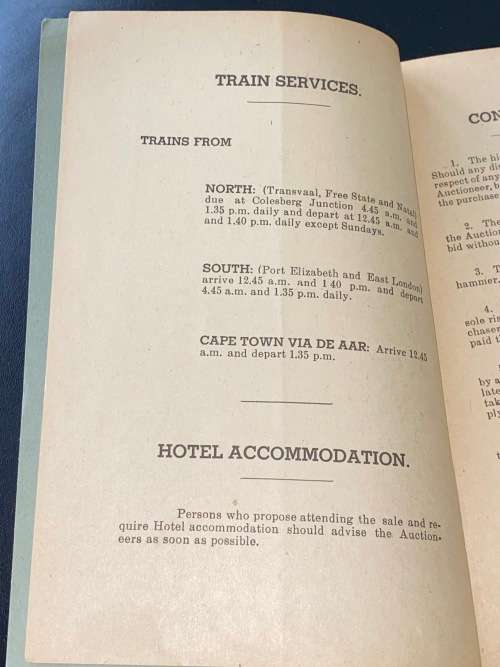 TRAIN SERVICES.
TRAINS FROM
NORTH: (Transvaal, Free State and Natal)
due at Colesberg Junction 4.45 a.m. and
1.35 p.m. daily and depart at 12.45 a.m. and
and 1.40 p.m. daily except Sundays.
SOUTH: (Port Elizabeth and East London)
arrive 12.45 a.m. and 1 40 p.m. and depart
4.45 a.m. and 1.35 p.m. daily.
CAPE TOWN VIA DE AAR: Arrive 12.45
a.m. and depart 1.35 p.m.
HOTEL ACCOMMODATION.
Persons who propose attending the sale and re-
quire Hotel accommodation should advise the Auction-
eers as soon as possible.
CON
1. The hi
Should any dis
respect of any
Auctioneer, b
the purchase
2. The
the Auction
bid withou
3. T
hammer.
4.
sole ris
chaser
paid t
by a
late
tak
ply
t